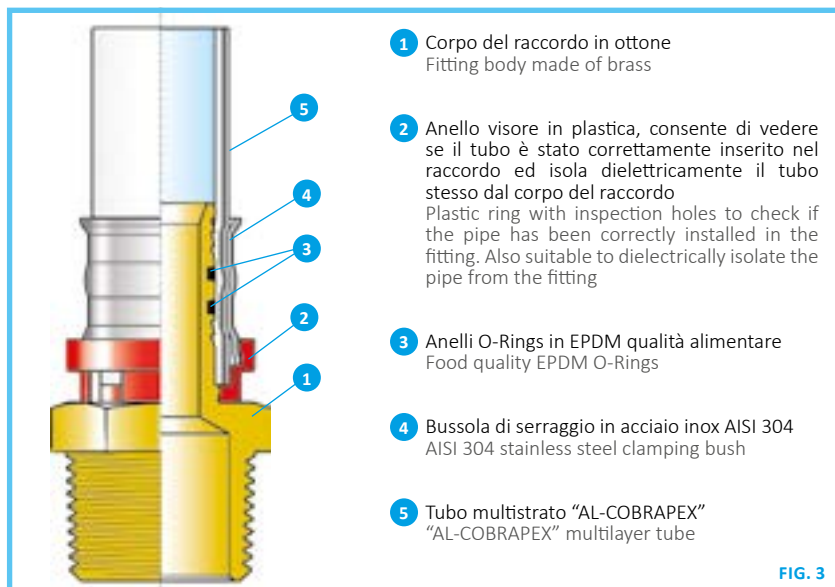 5
4
3
2
1
1 Corpo del raccordo in ottone
Fitting body made of brass
2 Anello visore in plastica, consente di vedere
se il tubo è stato correttamente inserito nel
raccordo ed isola dielettricamente il tubo
stesso dal corpo del raccordo
Plastic ring with inspection holes to check if
the pipe has been correctly installed in the
fitting. Also suitable to dielectrically isolate the
pipe from the fitting
3 Anelli O-Rings in EPDM qualità alimentare
Food quality EPDM O-Rings
4 Bussola di serraggio in acciaio inox AISI 304
AISI 304 stainless steel clamping bush
5 Tubo multistrato “AL-COBRAPEX”
“AL-COBRAPEX” multilayer tube
FIG. 3